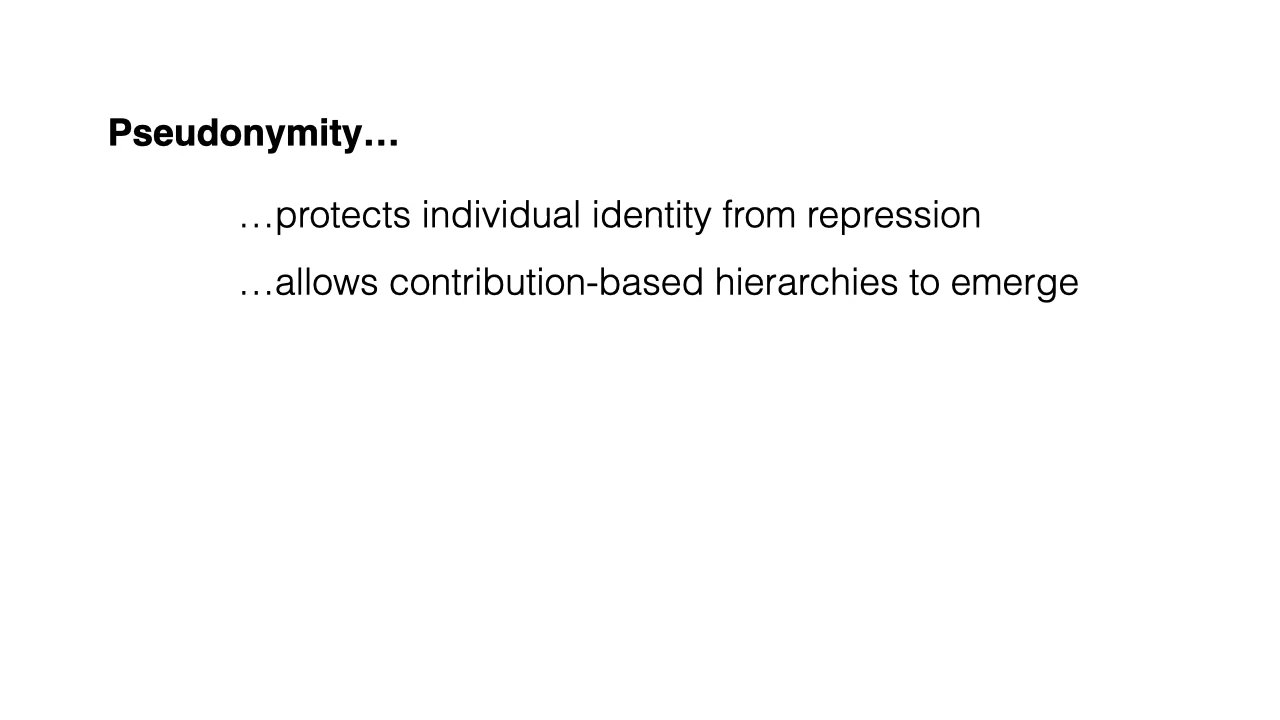 Pseudonymity…
…protects individual identity from repression
…allows contribution-based hierarchies to emerge